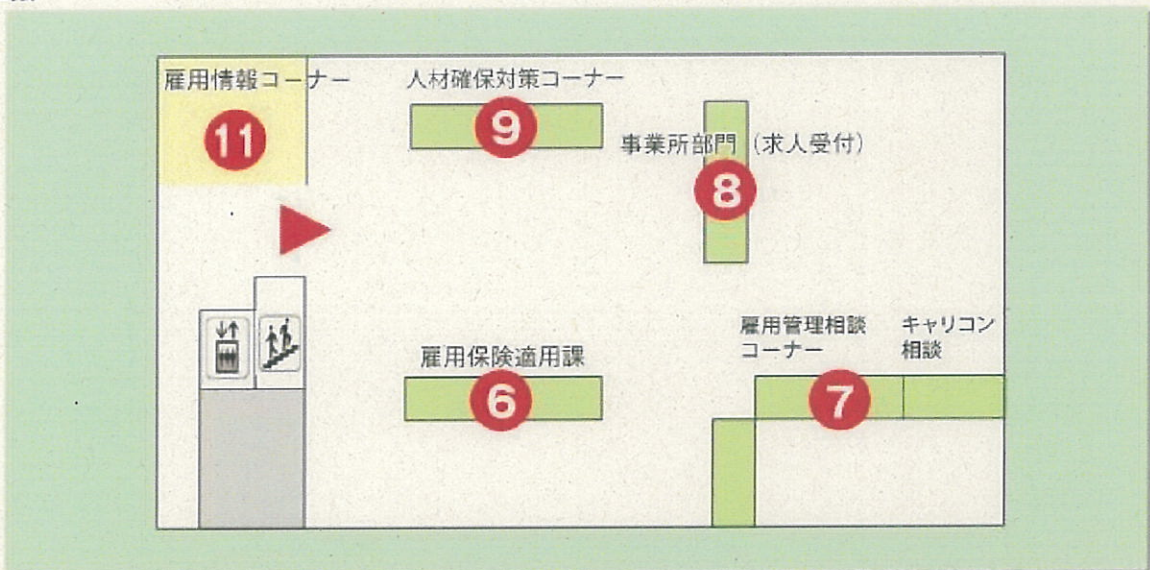 雇用情報コーナー
11
人材確保対策コーナー
9
事業所部門(求人受付)
8
雇用保険適用課
6
雇用管理相談
コーナー
7
キャリコン
相談